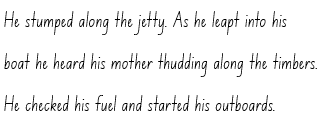 He stumped along the jetty. As he leapt into his
boat he heard his mother thudding along the timbers.
He checked his fuel and started his outboards.